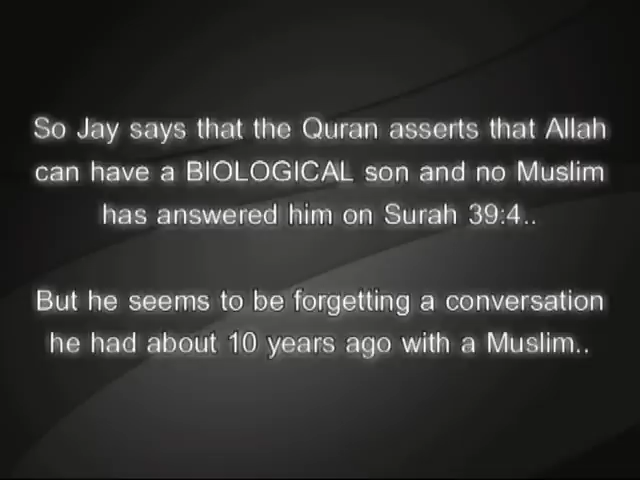 So Jay says that the Quran asserts that Allah
can have a BIOLOGICAL son and no Muslim
has answered him on Surah 39:4..
But he seems to be forgetting a conversation
he had about 10 years ago with a Muslim..